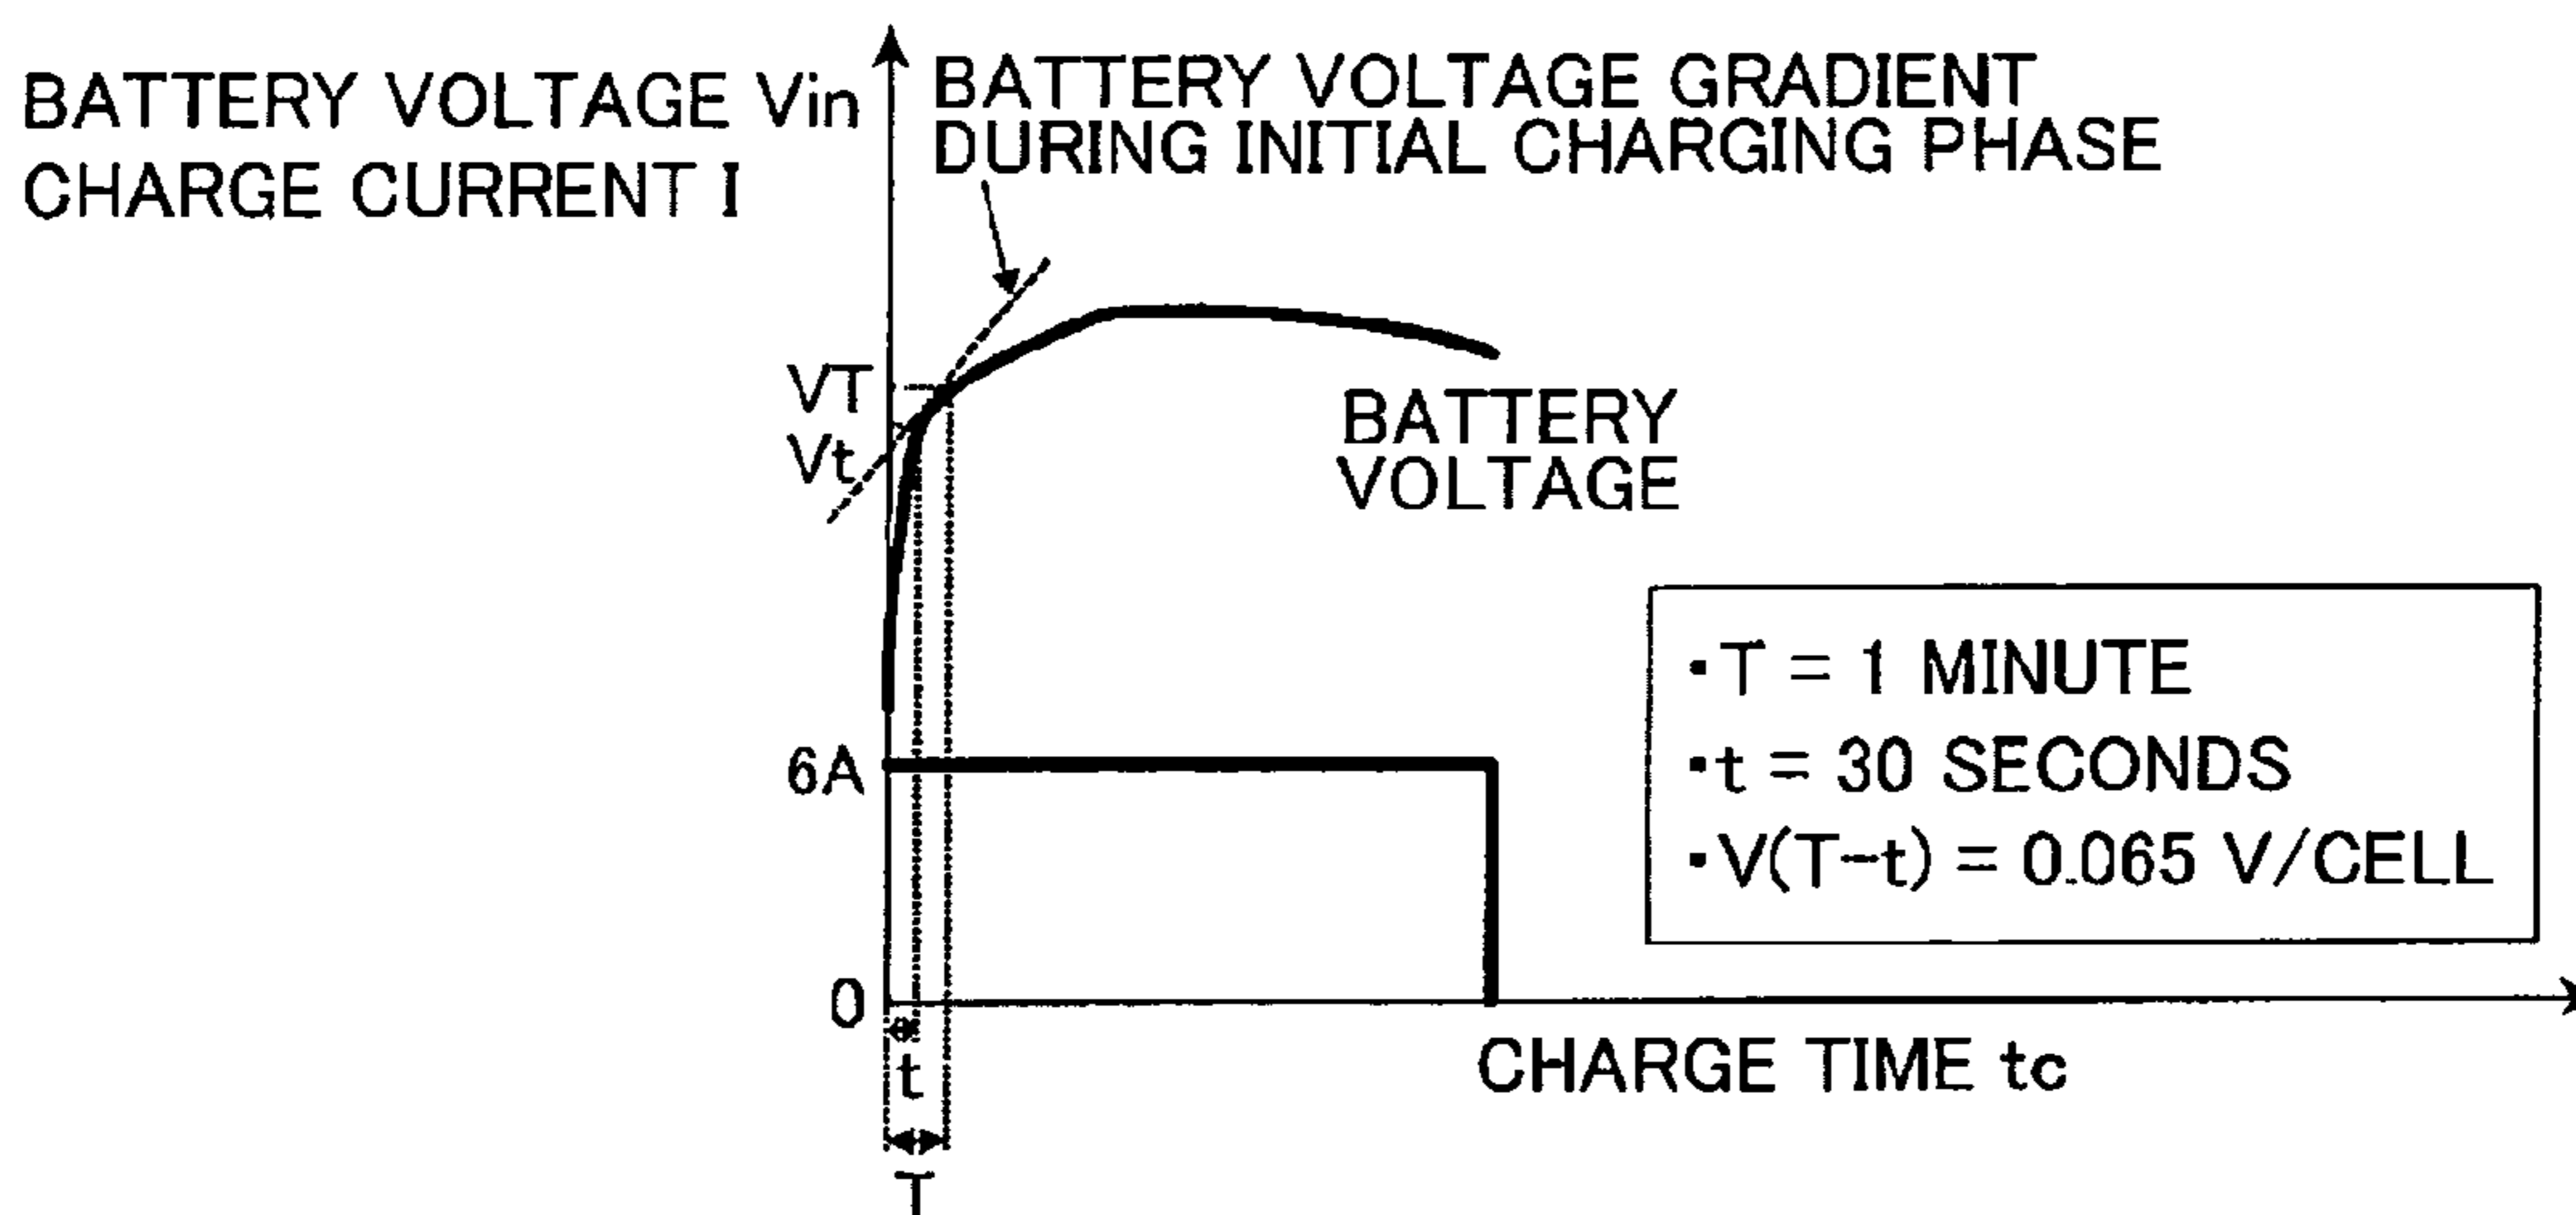 BATTERY VOLTAGE Vin
CHARGE CURRENT I
BATTERY VOLTAGE GRADIENT
DURING INITIAL CHARGING PHASE
VT
Vt
BATTERY
VOLTAGE
・T = 1 MINUTE
・t = 30 SECONDS
・V(T-t) = 0.065 V/CELL
6A
0
t
CHARGE TIME tc
T